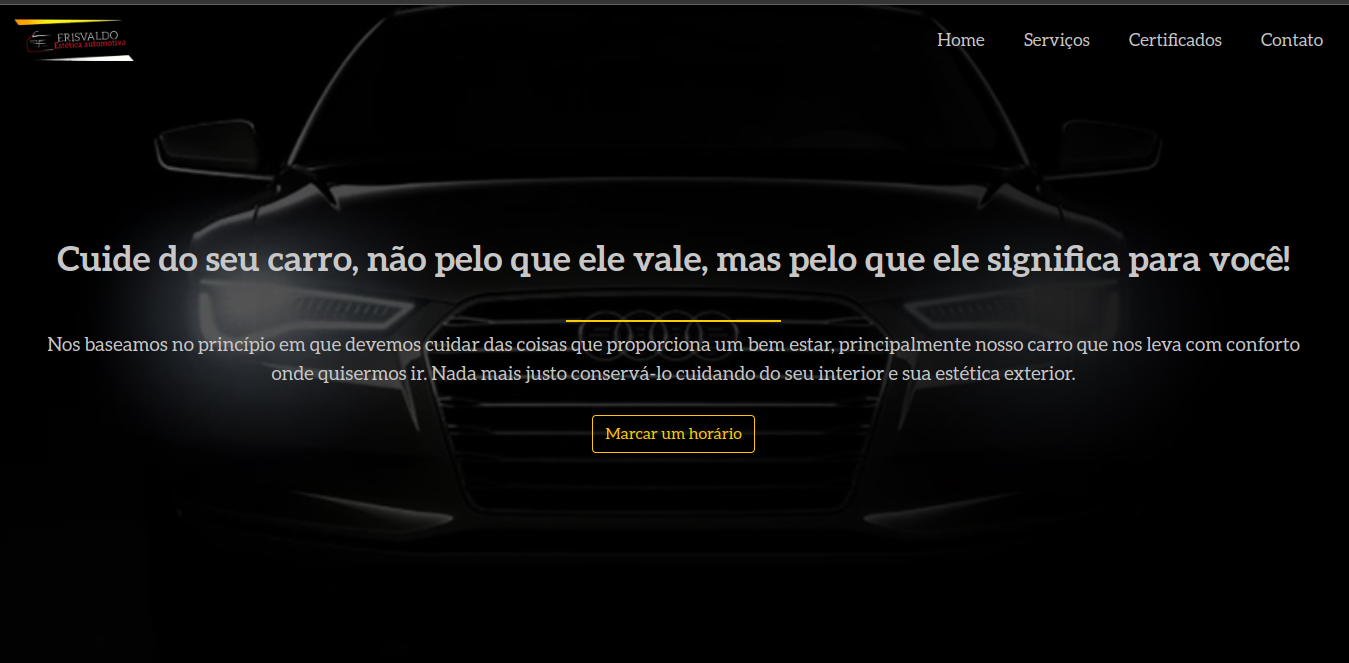 ERISVALDO
Estética automotiva
Home Serviços Certificados Contato
Cuide do seu carro, não pelo que ele vale, mas pelo que ele significa para você!
Nos baseamos no princípio em que devemos cuidar das coisas que proporciona um bem estar, principalmente nosso carro que nos leva com conforto
onde quisermos ir. Nada mais justo conservá-lo cuidando do seu interior e sua estética exterior.
Marcar um horário